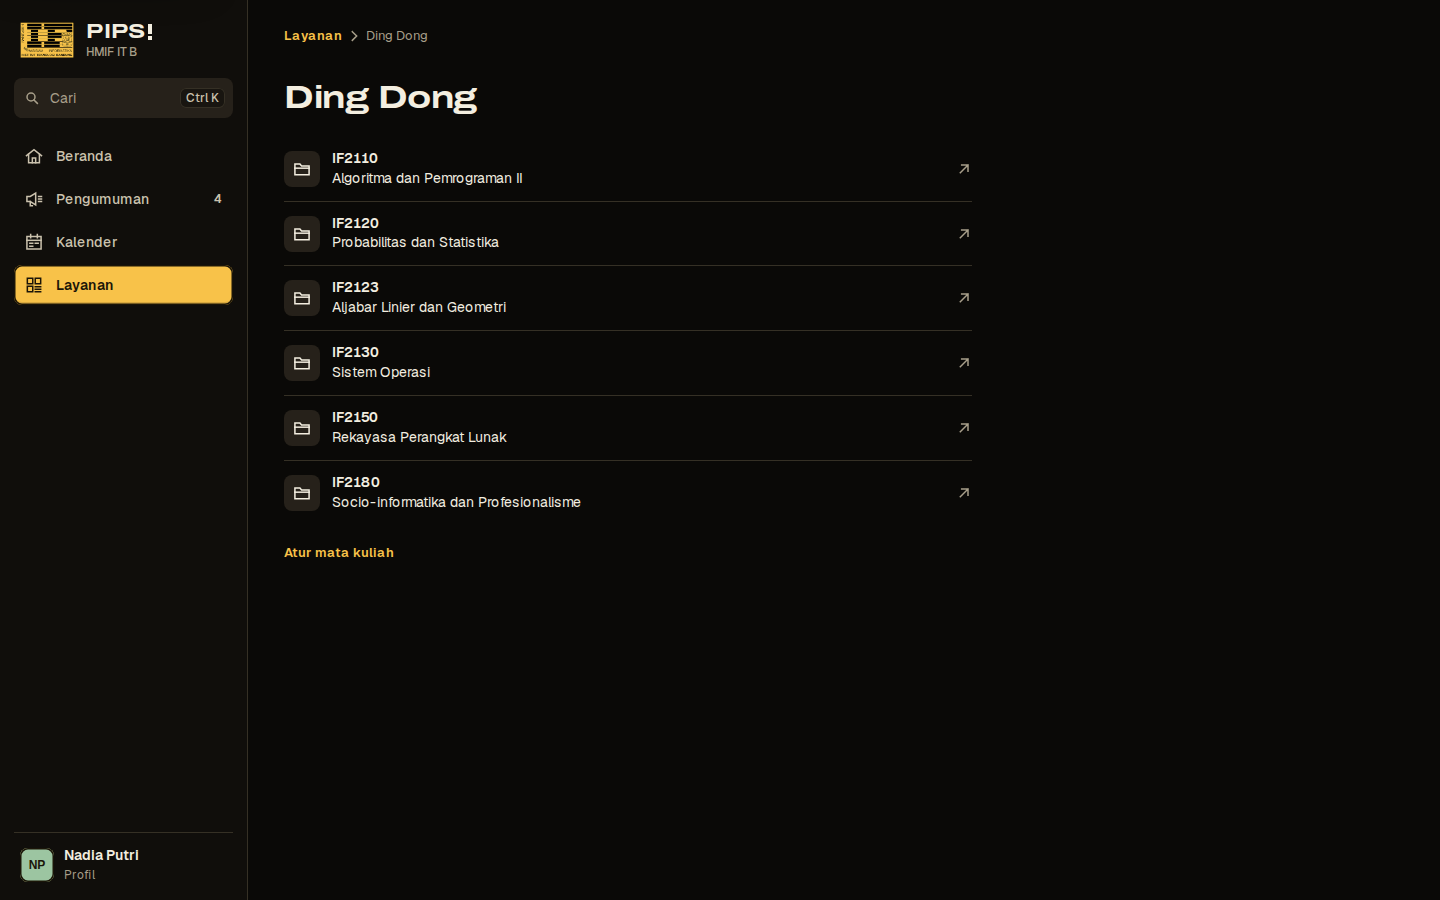 PIPS!
HMIF ITB
Cari
Ctrl K
Beranda
Pengumuman
4
Kalender
Layanan
Nadia Putri
NP
Profil
Layanan
Ding Dong
Ding Dong
IF2110
Algoritma dan Pemrograman II
IF2120
Probabilitas dan Statistika
IF2123
Aljabar Linier dan Geometri
IF2130
Sistem Operasi
IF2150
Rekayasa Perangkat Lunak
IF2180
Socio-informatika dan Profesionalisme
Atur mata kuliah